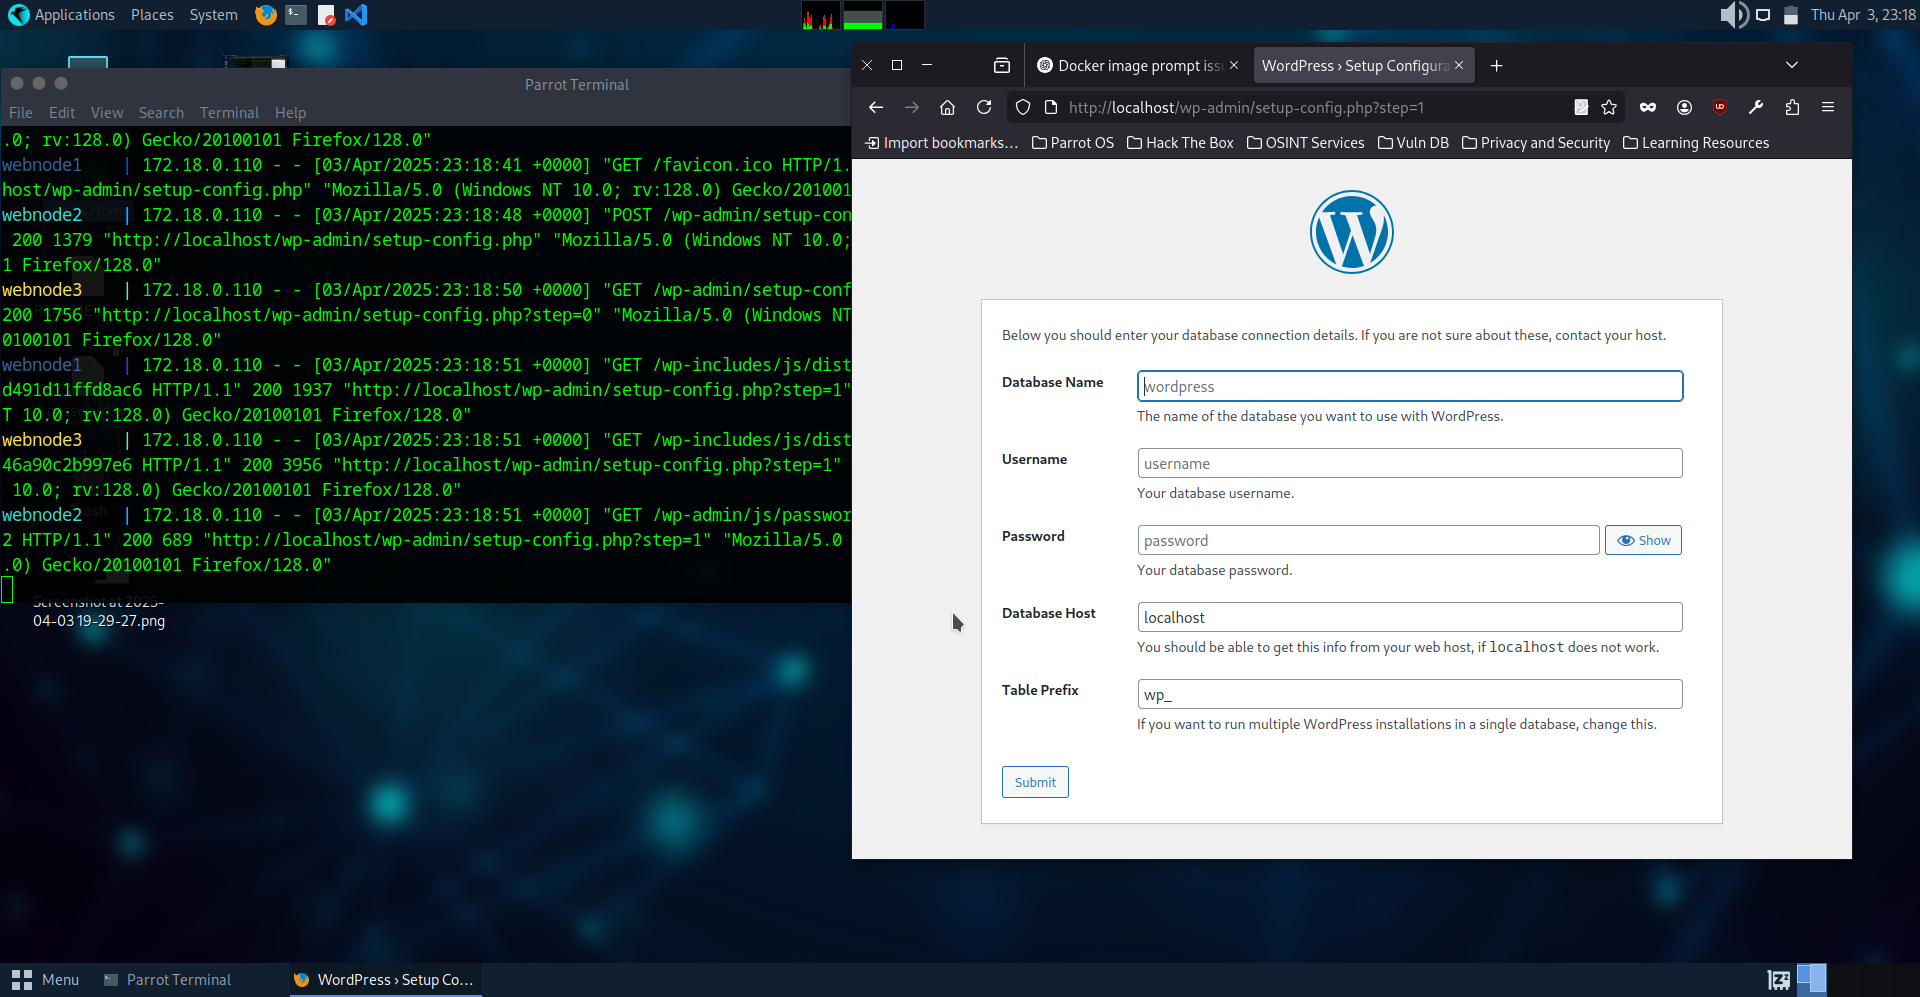 Applications Places System
Thu Apr 3, 23:18
Parrot Terminal
File Edit View Search Terminal Help
.0; rv:128.0) Gecko/20100101 Firefox/128.0"
webnode1 | 172.18.0.110 - - [03/Apr/2025:23:18:41 +0000] "GET /favicon.ico HTTP/1.
host/wp-admin/setup-config.php" "Mozilla/5.0 (Windows NT 10.0; rv:128.0) Gecko/201001
webnode2 | 172.18.0.110 - - [03/Apr/2025:23:18:48 +0000] "POST /wp-admin/setup-con
200 1379 "http://localhost/wp-admin/setup-config.php" "Mozilla/5.0 (Windows NT 10.0;
1 Firefox/128.0"
webnode3 | 172.18.0.110 - - [03/Apr/2025:23:18:50 +0000] "GET /wp-admin/setup-conf
200 1756 "http://localhost/wp-admin/setup-config.php?step=0" "Mozilla/5.0 (Windows NT
0100101 Firefox/128.0"
webnode1 | 172.18.0.110 - - [03/Apr/2025:23:18:51 +0000] "GET /wp-includes/js/dist
d491d11ffd8ac6 HTTP/1.1" 200 1937 "http://localhost/wp-admin/setup-config.php?step=1"
T 10.0; rv:128.0) Gecko/20100101 Firefox/128.0"
webnode3 | 172.18.0.110 - - [03/Apr/2025:23:18:51 +0000] "GET /wp-includes/js/dist
46a90c2b997e6 HTTP/1.1" 200 3956 "http://localhost/wp-admin/setup-config.php?step=1"
10.0; rv:128.0) Gecko/20100101 Firefox/128.0"
webnode2 | 172.18.0.110 - - [03/Apr/2025:23:18:51 +0000] "GET /wp-admin/js/passwor
2 HTTP/1.1" 200 689 "http://localhost/wp-admin/setup-config.php?step=1" "Mozilla/5.0
.0) Gecko/20100101 Firefox/128.0"
Screenshot at 2025-
04-03 19-29-27.png
Docker image prompt iss
WordPress › Setup Configura
http://localhost/wp-admin/setup-config.php?step=1
Import bookmarks... Parrot OS Hack The Box OSINT Services Vuln DB Privacy and Security Learning Resources
Below you should enter your database connection details. If you are not sure about these, contact your host.
Database Name
wordpress
The name of the database you want to use with WordPress.
Username
username
Your database username.
Password
password
Show
Your database password.
Database Host
localhost
You should be able to get this info from your web host, if localhost does not work.
Table Prefix
wp_
If you want to run multiple WordPress installations in a single database, change this.
Submit
Menu Parrot Terminal WordPress › Setup Co...